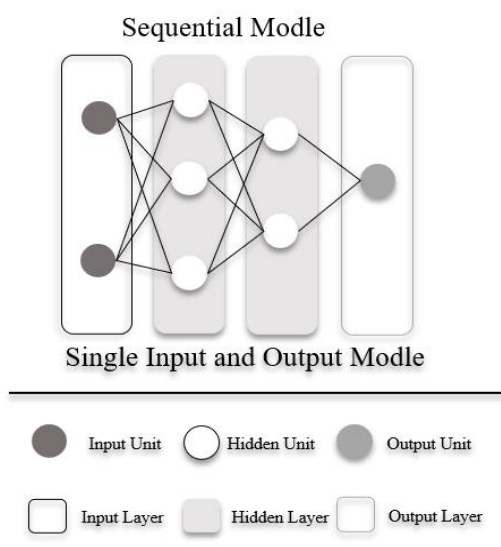 Sequential Modle
Single Input and Output Modle
Input Unit
Hidden Unit
Output Unit
Input Layer
Hidden Layer
Output Layer